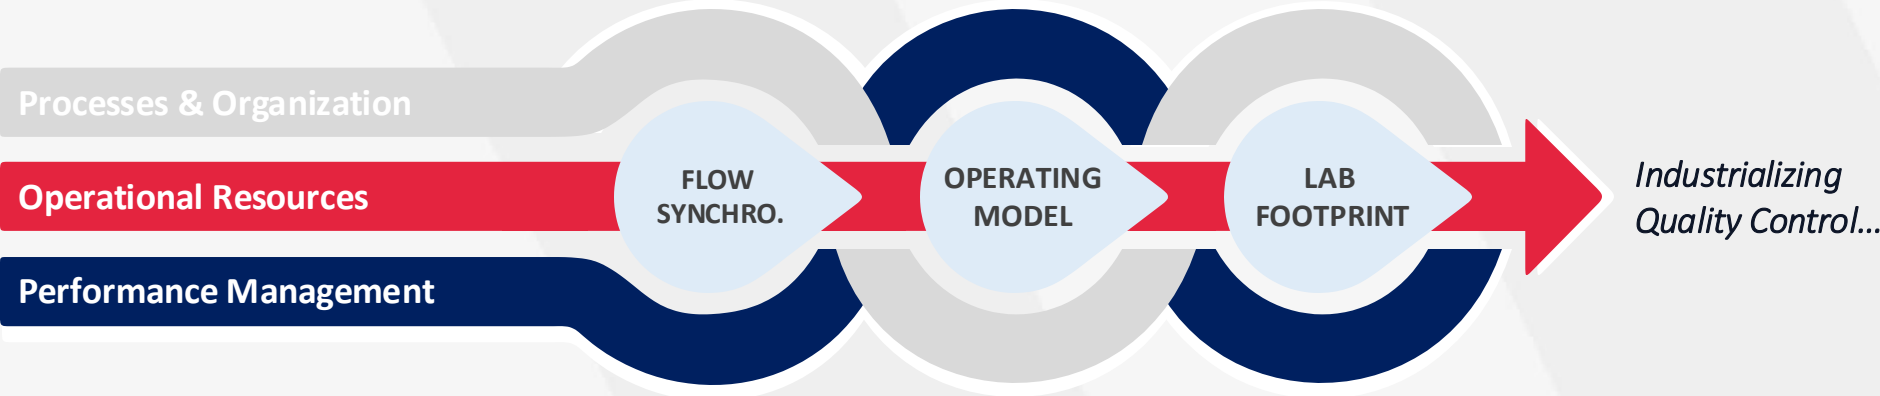 Processes & Organization
Operational Resources
Performance Management
FLOW
SYNCHRO.
OPERATING
MODEL
LAB
FOOTPRINT
Industrializing
Quality Control...